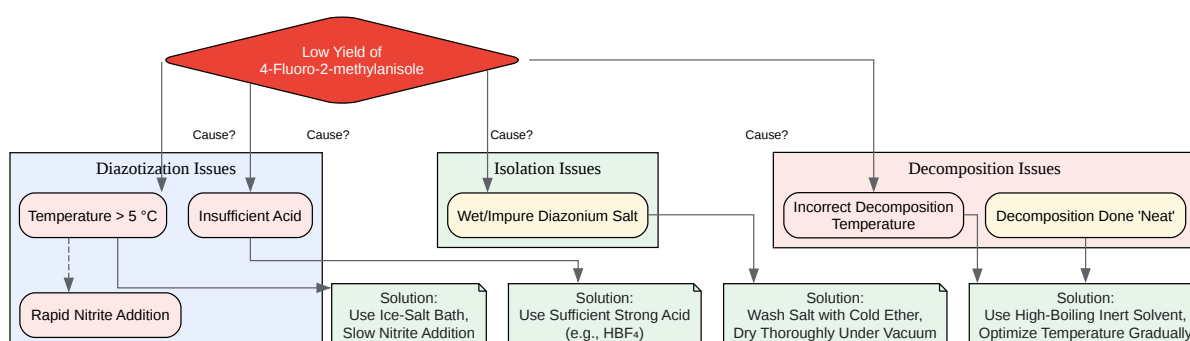 Low Yield of
4-Fluoro-2-methylanisole
Cause?
Cause?
Cause?
Cause?
Diazotization Issues
Isolation Issues
Decomposition Issues
Temperature > 5 °C
Insufficient Acid
Wet/Impure Diazonium Salt
Incorrect Decomposition
Temperature
Decomposition Done 'Neat'
Rapid Nitrite Addition
Solution:
Use Ice-Salt Bath,
Slow Nitrite Addition
Solution:
Use Sufficient Strong Acid
(e.g., HBF₄)
Solution:
Wash Salt with Cold Ether,
Dry Thoroughly Under Vacuum
Solution:
Use High-Boiling Inert Solvent,
Optimize Temperature Gradually